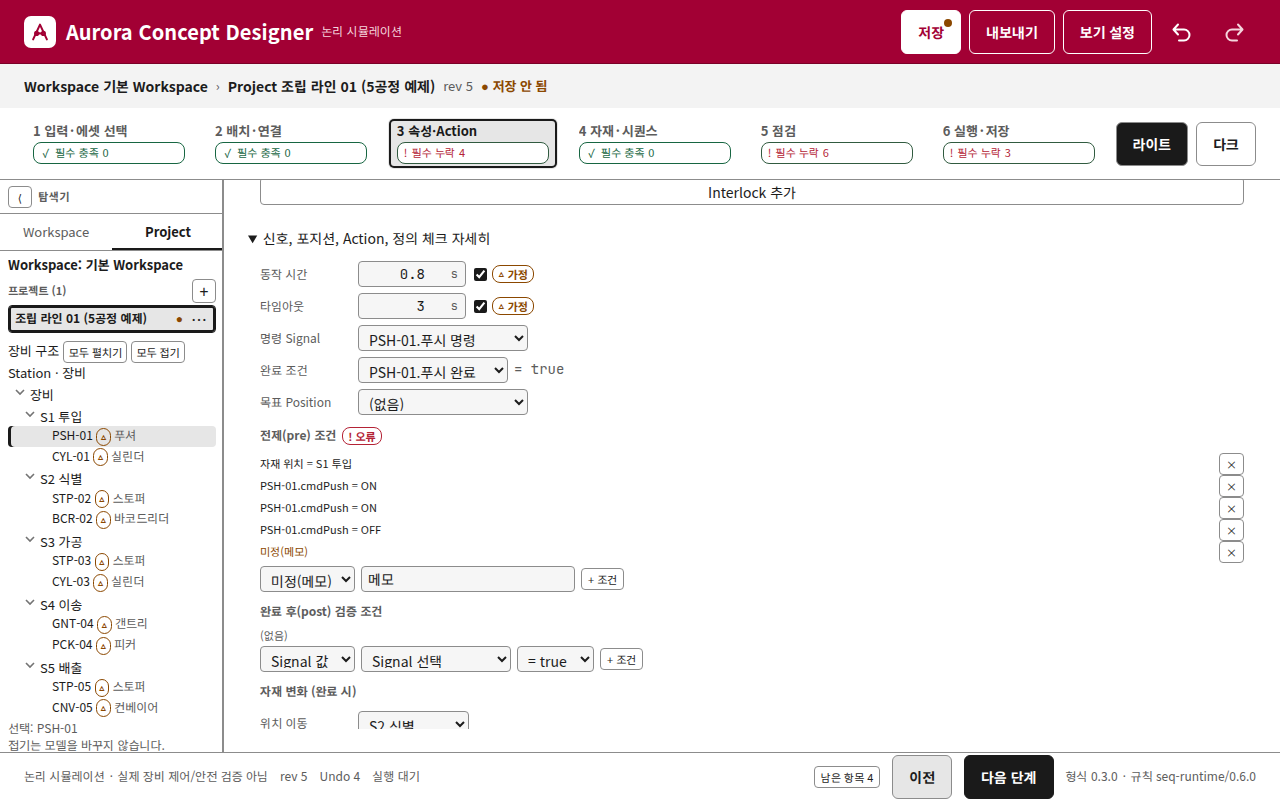 Aurora Concept Designer 논리 시뮬레이션
저장 내보내기 보기 설정
Workspace 기본 Workspace › Project 조립 라인 01 (5공정 예제) rev 5 ● 저장 안 됨
1 입력·에셋 선택 2 배치·연결 3 속성·Action 4 자재·시퀀스 5 점검 6 실행·저장
✓ 필수 충족 0 ✓ 필수 충족 0 ! 필수 누락 4 ✓ 필수 충족 0 ! 필수 누락 6 ! 필수 누락 3
라이트 다크
⟨ 탐색기
Workspace Project
Workspace: 기본 Workspace
프로젝트 (1) +
조립 라인 01 (5공정 예제) ● ···
장비 구조 모두 펼치기 모두 접기
Station · 장비
장비
S1 투입
PSH-01 △ 푸셔
CYL-01 △ 실린더
S2 식별
STP-02 △ 스토퍼
BCR-02 △ 바코드리더
S3 가공
STP-03 △ 스토퍼
CYL-03 △ 실린더
S4 이송
GNT-04 △ 갠트리
PCK-04 △ 피커
S5 배출
STP-05 △ 스토퍼
CNV-05 △ 컨베이어
선택: PSH-01
접기는 모델을 바꾸지 않습니다.
Interlock 추가
▼ 신호, 포지션, Action, 정의 체크 자세히
동작 시간 0.8 s △ 가정
타임아웃 3 s △ 가정
명령 Signal PSH-01.푸시 명령
완료 조건 PSH-01.푸시 완료 = true
목표 Position (없음)
전제(pre) 조건 ! 오류
자재 위치 = S1 투입 ×
PSH-01.cmdPush = ON ×
PSH-01.cmdPush = ON ×
PSH-01.cmdPush = OFF ×
미정(메모) ×
미정(메모) 메모 + 조건
완료 후(post) 검증 조건
(없음)
Signal 값 Signal 선택 = true + 조건
자재 변화 (완료 시)
위치 이동 S2 식별
논리 시뮬레이션 · 실제 장비 제어/안전 검증 아님 rev 5 Undo 4 실행 대기
남은 항목 4 이전 다음 단계 형식 0.3.0 · 규칙 seq-runtime/0.6.0